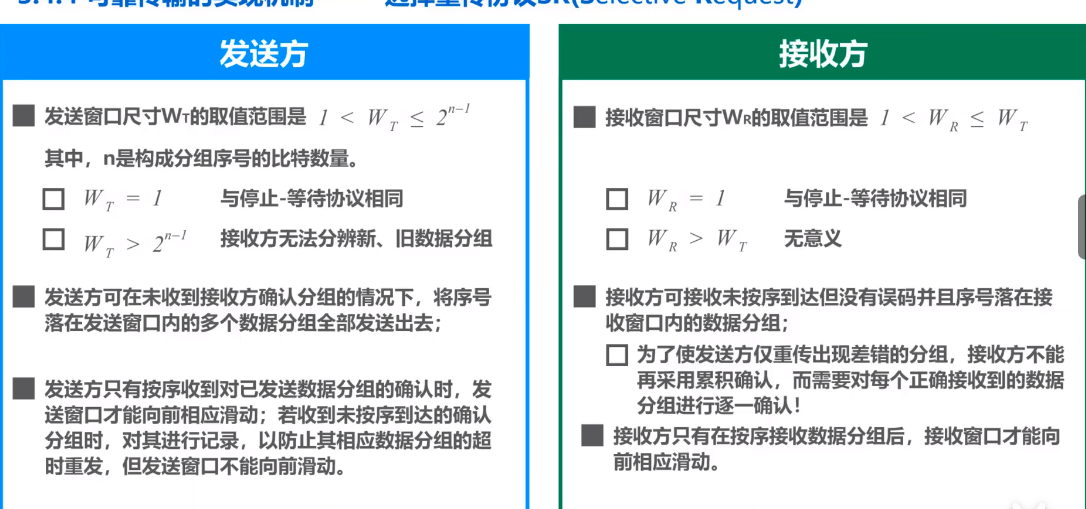 选择重传协议SR(Selective Request)
发送方
发送窗口尺寸WT的取值范围是 1 < W_T ≤ 2^{n-1}
其中，n是构成分组序号的比特数量。
W_T = 1 与停止-等待协议相同
W_T > 2^{n-1} 接收方无法分辨新、旧数据分组
发送方可在未收到接收方确认分组的情况下，将序号
落在发送窗口内的多个数据分组全部发送出去；
发送方只有按序收到对已发送数据分组的确认时，发
送窗口才能向前相应滑动；若收到未按序到达的确认
分组时，对其进行记录，以防止其相应数据分组的超
时重发，但发送窗口不能向前滑动。
接收方
接收窗口尺寸WR的取值范围是 1 < W_R ≤ W_T
W_R = 1 与停止-等待协议相同
W_R > W_T 无意义
接收方可接收未按序到达但没有误码并且序号落在接
收窗口内的数据分组；
为了使发送方仅重传出现差错的分组，接收方不能
再采用累积确认，而需要对每个正确接收到的数据
分组进行逐一确认！
接收方只有在按序接收数据分组后，接收窗口才能向
前相应滑动。